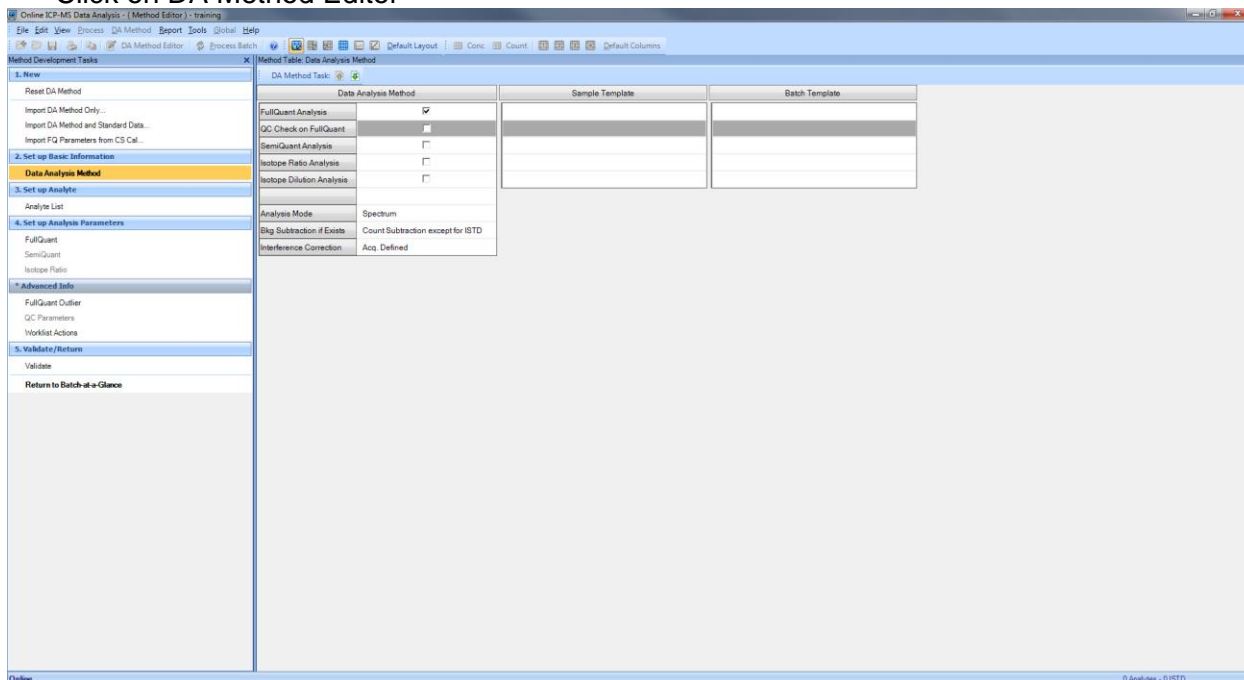 Click on DA Method Editor
Online ICP-MS Data Analysis - ( Method Editor ) - training
File Edit View Process DA Method Report Tools Global Help
DA Method Editor Process Batch Default Layout Conc Count Default Columns
Method Development Tasks X
1. New
Reset DA Method
Import DA Method Only...
Import DA Method and Standard Data...
Import FQ Parameters from CS Cal...
2. Set up Basic Information
Data Analysis Method
3. Set up Analyte
Analyte List
4. Set up Analysis Parameters
FullQuant
SemiQuant
Isotope Ratio
* Advanced Info
FullQuant Outlier
QC Parameters
Worklist Actions
5. Validate/Return
Validate
Return to Batch-at-a-Glance
Method Table: Data Analysis Method
DA Method Task:
Data Analysis Method Sample Template Batch Template
FullQuant Analysis
QC Check on FullQuant
SemiQuant Analysis
Isotope Ratio Analysis
Isotope Dilution Analysis
Analysis Mode Spectrum
Bkg Subtraction if Exists Count Subtraction except for ISTD
Interference Correction Acq. Defined
Online 0 Analytes - 0 ISTD